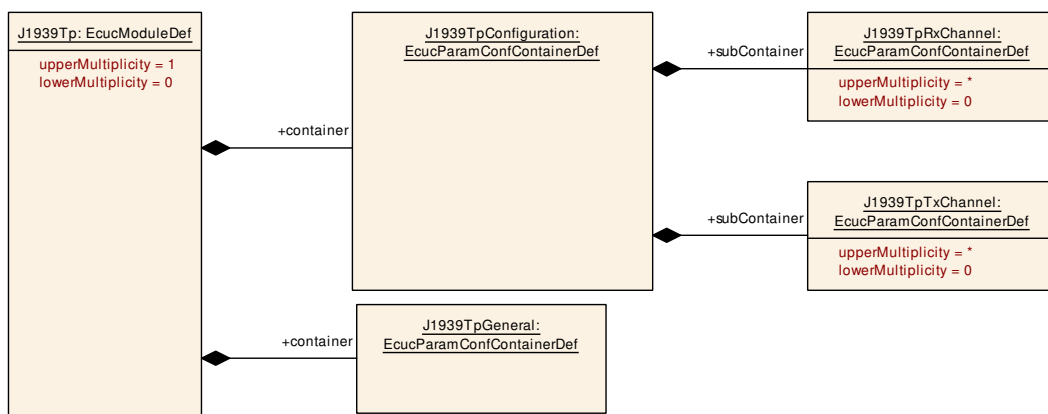 J1939Tp: EcucModuleDef
upperMultiplicity = 1
lowerMultiplicity = 0
+container
J1939TpConfiguration:
EcucParamConfContainerDef
+subContainer
J1939TpRxChannel:
EcucParamConfContainerDef
upperMultiplicity = *
lowerMultiplicity = 0
+subContainer
J1939TpTxChannel:
EcucParamConfContainerDef
upperMultiplicity = *
lowerMultiplicity = 0
+container
J1939TpGeneral:
EcucParamConfContainerDef